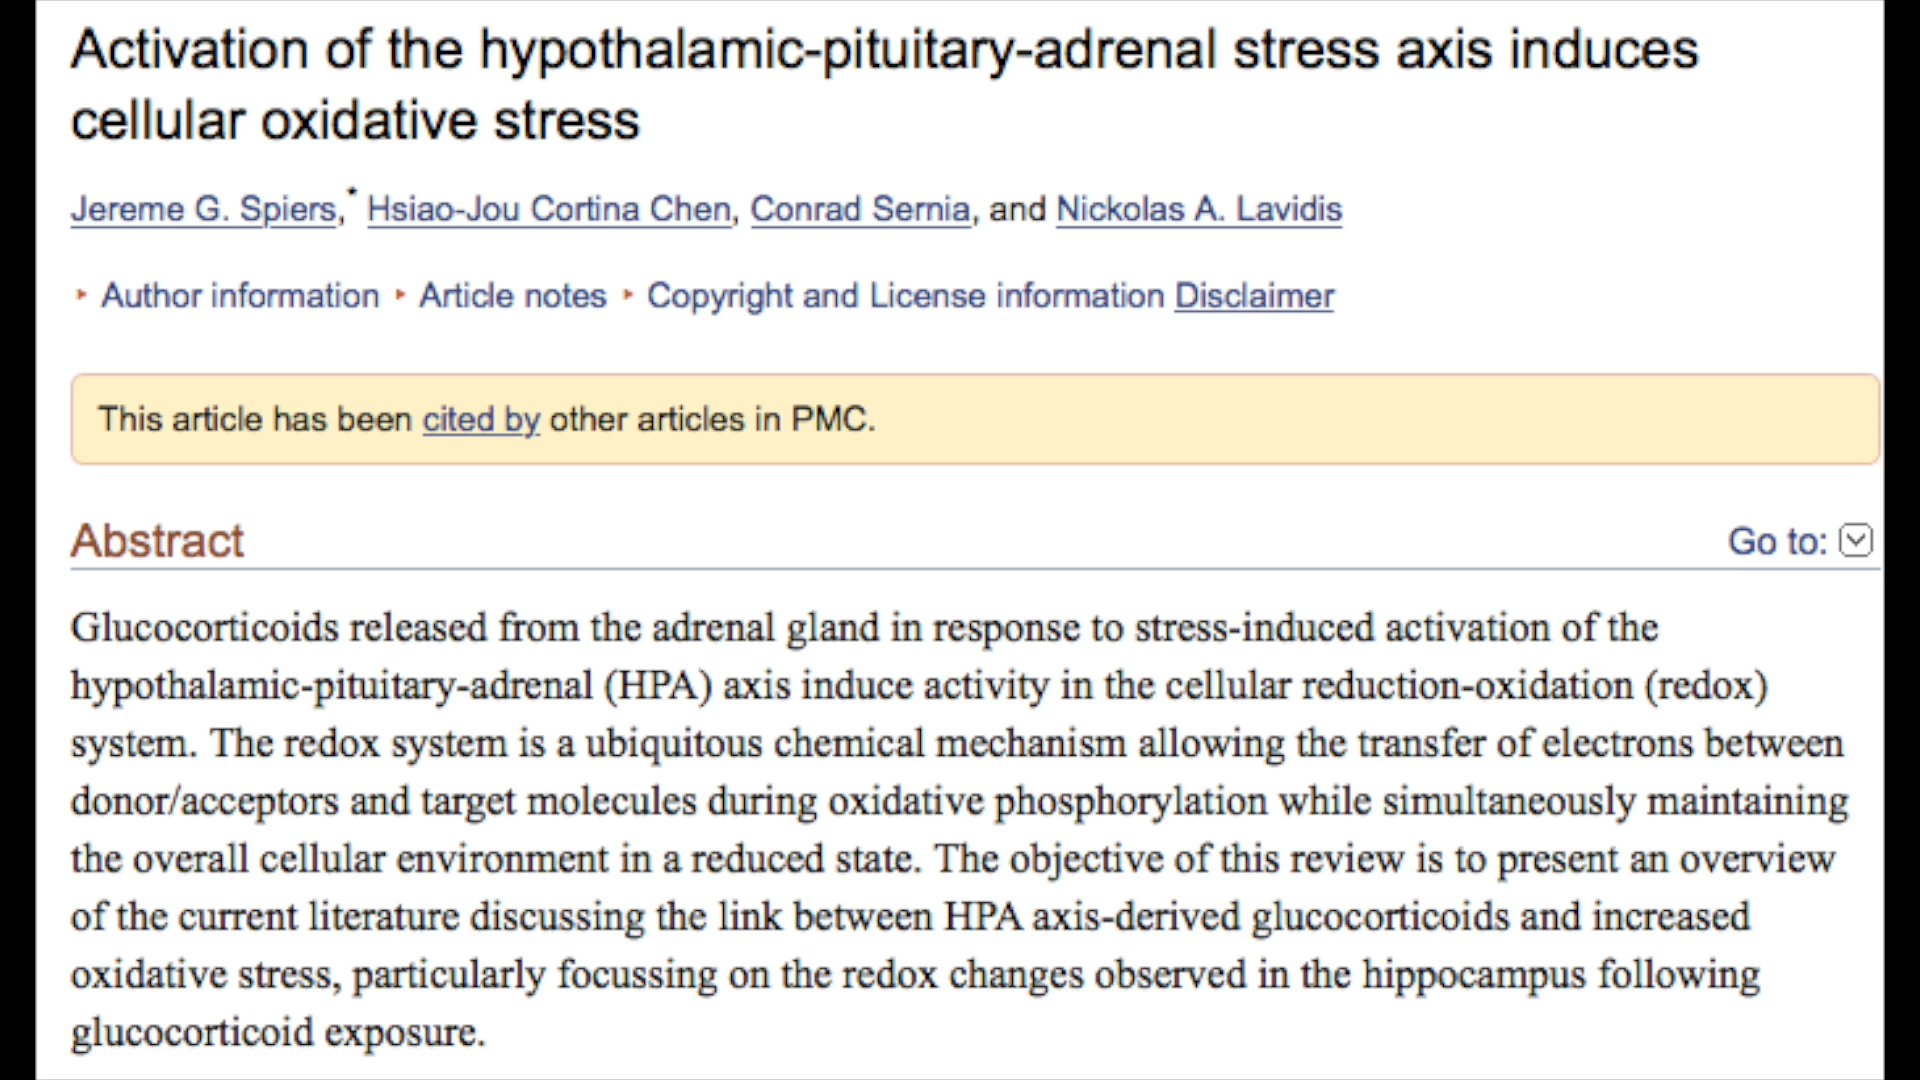 Activation of the hypothalamic-pituitary-adrenal stress axis induces
cellular oxidative stress
Jereme G. Spiers,* Hsiao-Jou Cortina Chen, Conrad Sernia, and Nickolas A. Lavidis
▸ Author information ▸ Article notes ▸ Copyright and License information Disclaimer
This article has been cited by other articles in PMC.
Abstract
Go to:
Glucocorticoids released from the adrenal gland in response to stress-induced activation of the
hypothalamic-pituitary-adrenal (HPA) axis induce activity in the cellular reduction-oxidation (redox)
system. The redox system is a ubiquitous chemical mechanism allowing the transfer of electrons between
donor/acceptors and target molecules during oxidative phosphorylation while simultaneously maintaining
the overall cellular environment in a reduced state. The objective of this review is to present an overview
of the current literature discussing the link between HPA axis-derived glucocorticoids and increased
oxidative stress, particularly focussing on the redox changes observed in the hippocampus following
glucocorticoid exposure.